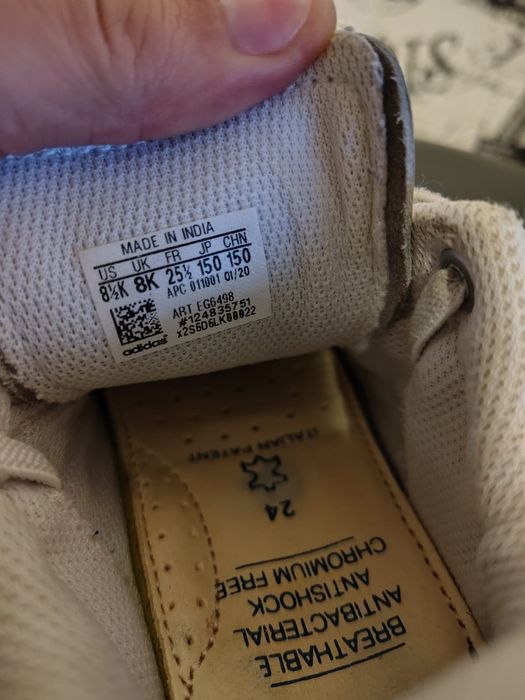 MADE IN INDIA
US UK FR JP CHN
8½K 8K 25½ 150 150
APC 011001 01/20
ART EG6498
#124835751
x2S6D6LK00022
adidas
ITALIAN PATENT
24
CHROMIUM FREE
ANTISHOCK
ANTIBACTERIAL
BREATHABLE